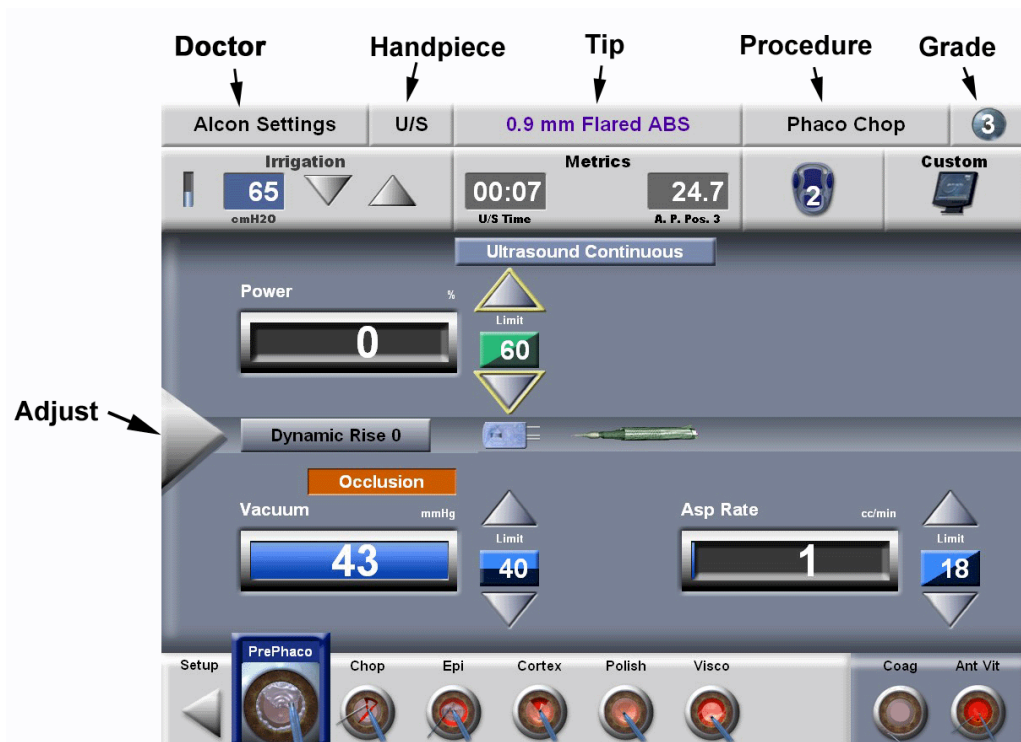 Doctor
Handpiece
Tip
Procedure
Grade
Alcon Settings
U/S
0.9 mm Flared ABS
Phaco Chop
3
Irrigation
Metrics
Custom
65
00:07
24.7
2
cmH2O
U/S Time
A. P. Pos. 3
Ultrasound Continuous
Power
%
Limit
0
60
Adjust
Dynamic Rise 0
Occlusion
Vacuum
mmHg
Limit
43
40
Asp Rate
cc/min
Limit
1
18
Setup
PrePhaco
Chop
Epi
Cortex
Polish
Visco
Coag
Ant Vit